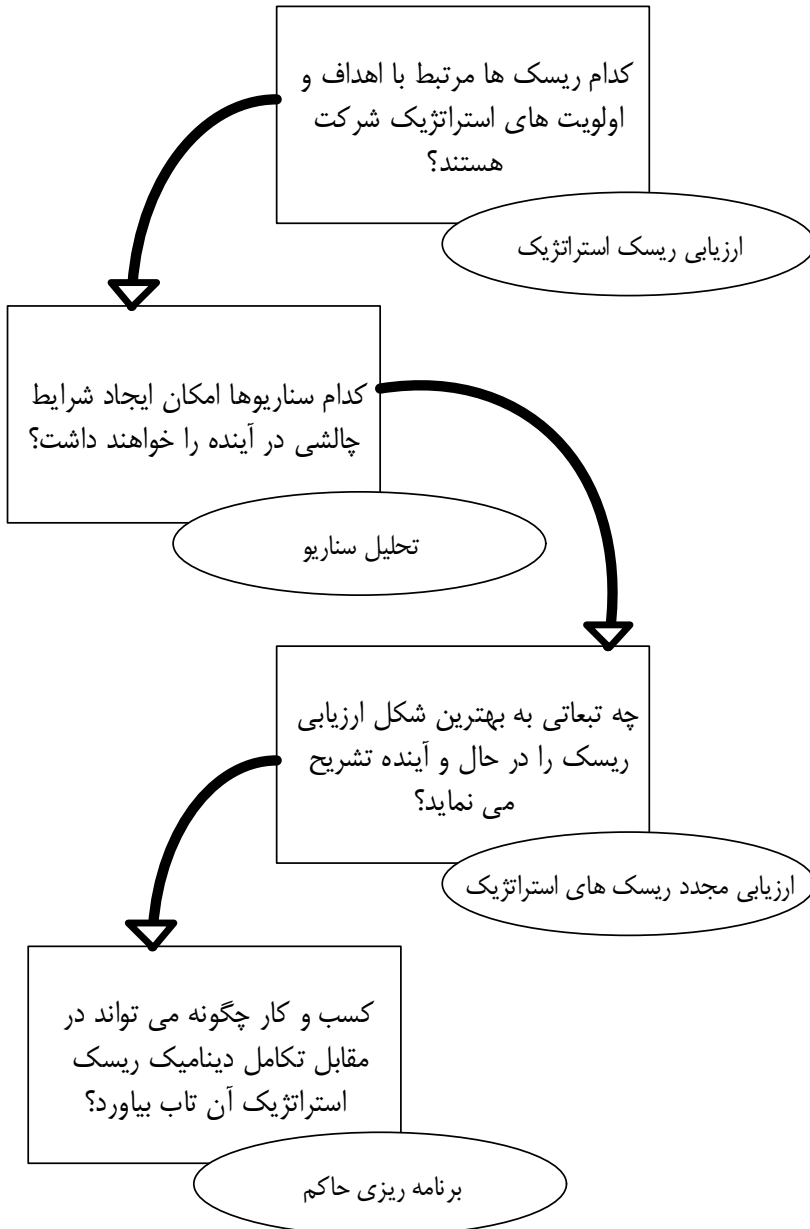 کدام ریسک ها مرتبط با اهداف و
اولویت های استراتژیک شرکت
هستند؟
ارزیابی ریسک استراتژیک
کدام سناریوها امکان ایجاد شرایط
چالشی در آینده را خواهند داشت؟
تحلیل سناریو
چه تبعاتی به بهترین شکل ارزیابی
ریسک را در حال و آینده تشریح
می نماید؟
ارزیابی مجدد ریسک های استراتژیک
کسب و کار چگونه می تواند در
مقابل تکامل دینامیک ریسک
استراتژیک آن تاب بیاورد؟
برنامه ریزی حاکم